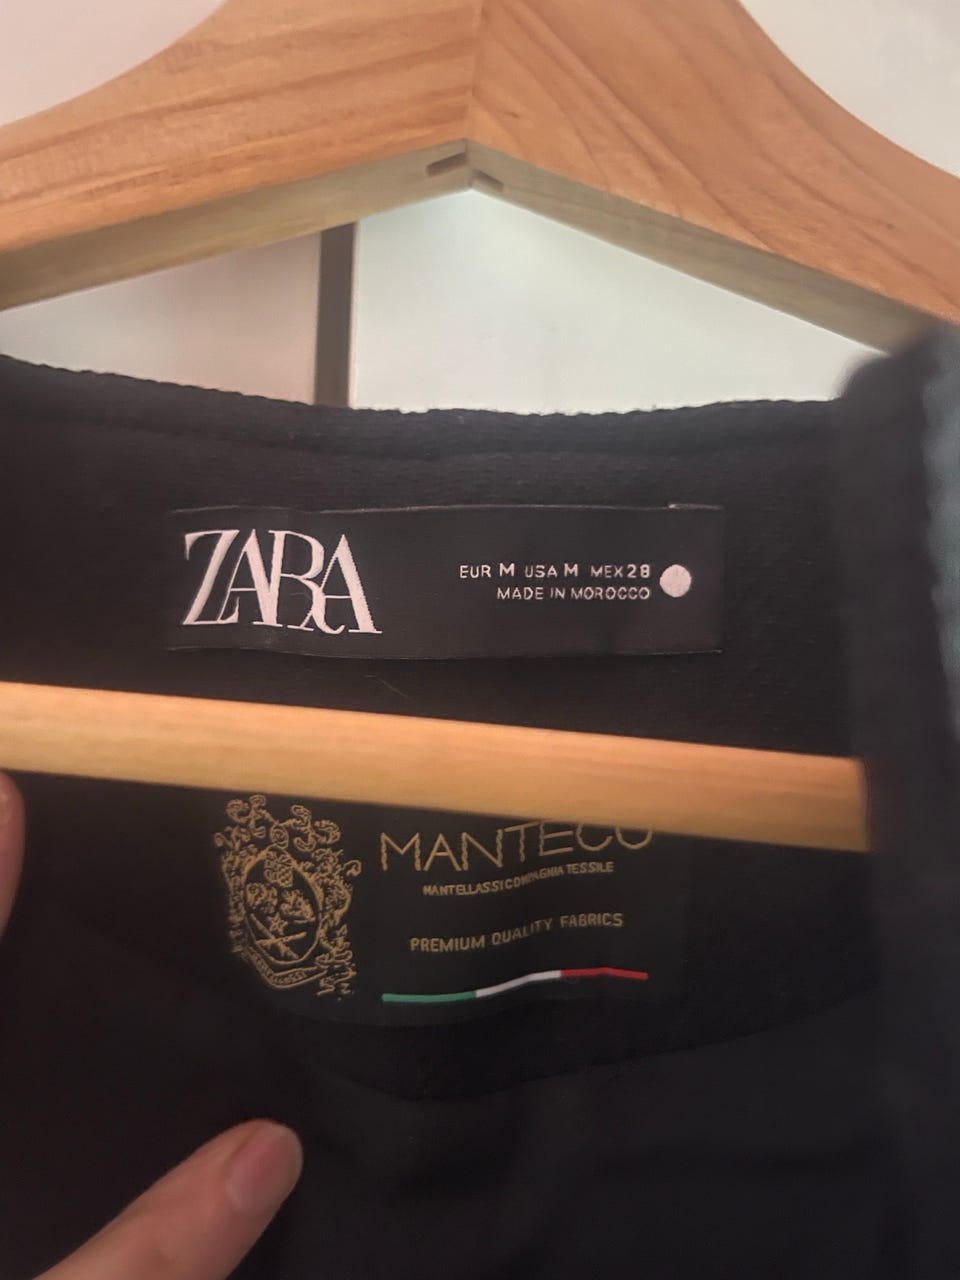 ZARA
EUR M USA M MEX 28
MADE IN MOROCCO
MANTECO
MANTELLASSI COMPAGNIA TESSILE
PREMIUM QUALITY FABRICS